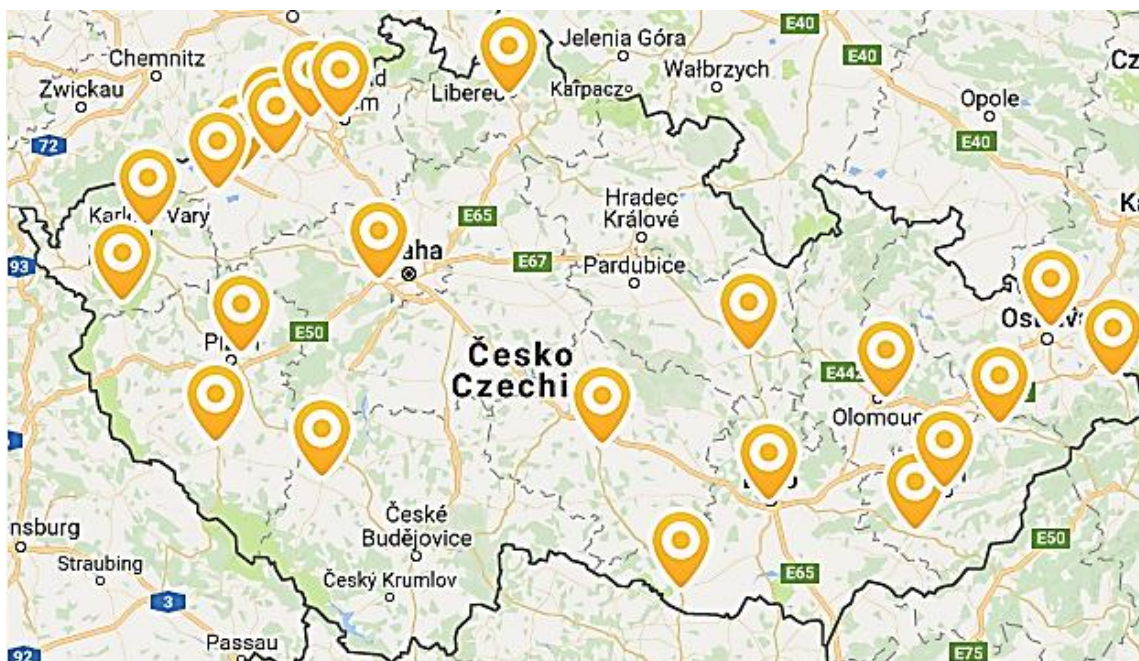 Chemnitz
Zwickau
72
Liberec
Jelenia Góra
Karpacz
Wałbrzych
E40
E40
Opole
E40
E65
Hradec
Králové
93
E67
Pardubice
E50
Česko
E442
Olomouc
České
Budějovice
Straubing
Český Krumlov
3
E65
E50
Passau
92
E75